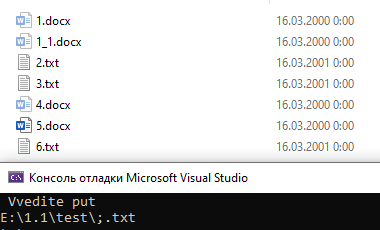 1.docx 16.03.2000 0:00
1_1.docx 16.03.2000 0:00
2.txt 16.03.2000 0:00
3.txt 16.03.2001 0:00
4.docx 16.03.2000 0:00
5.docx 16.03.2001 0:00
6.txt 16.03.2001 0:00
Консоль отладки Microsoft Visual Studio
Vvedite put
E:\1.1\test\;.txt